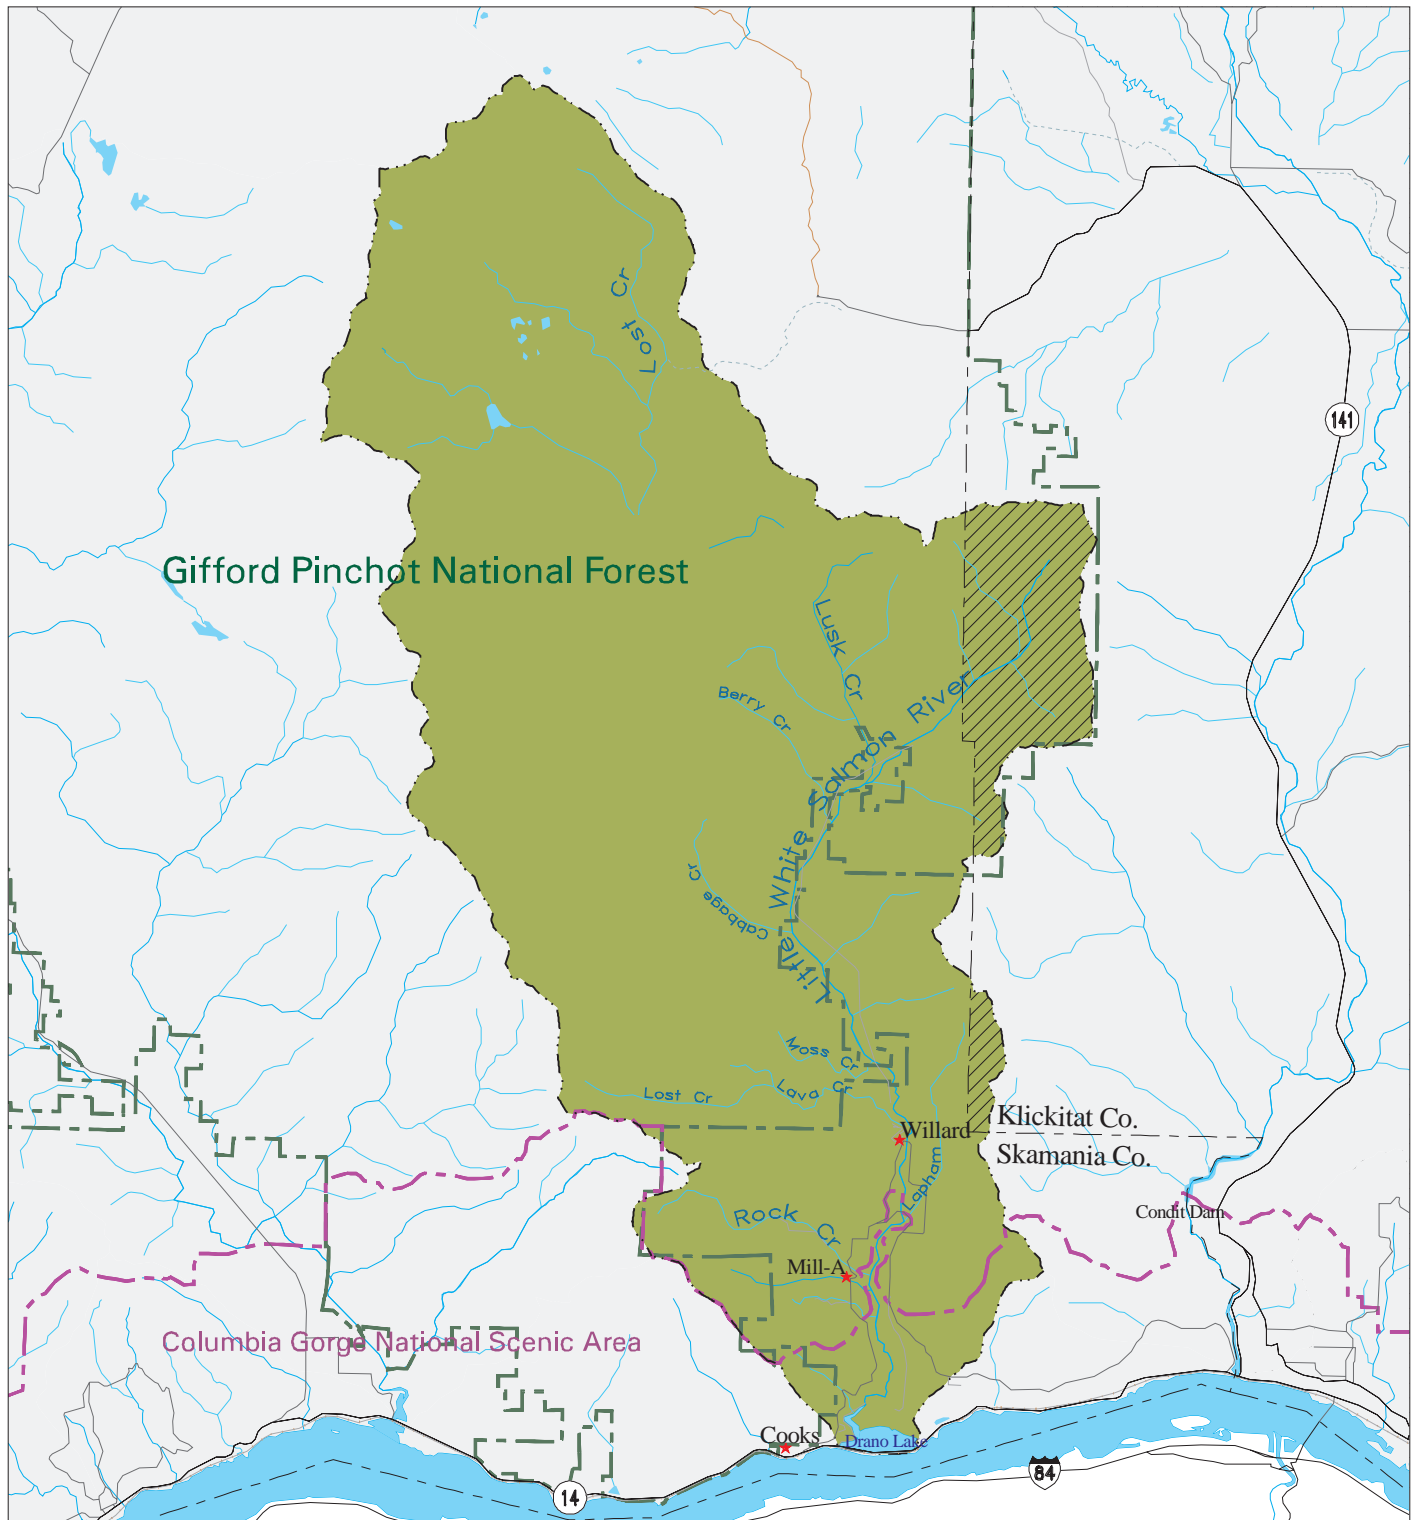 Lost Cr
141
Gifford Pinchot National Forest
Lusk Cr
Berry Cr
Little White Salmon River
Cabbage Cr
Moss Cr
Lava Cr
Lost Cr
Klickitat Co.
Willard
Skamania Co.
Lapham
Rock Cr
Condit Dam
Mill-A
Columbia Gorge National Scenic Area
Cooks
Drano Lake
84
14